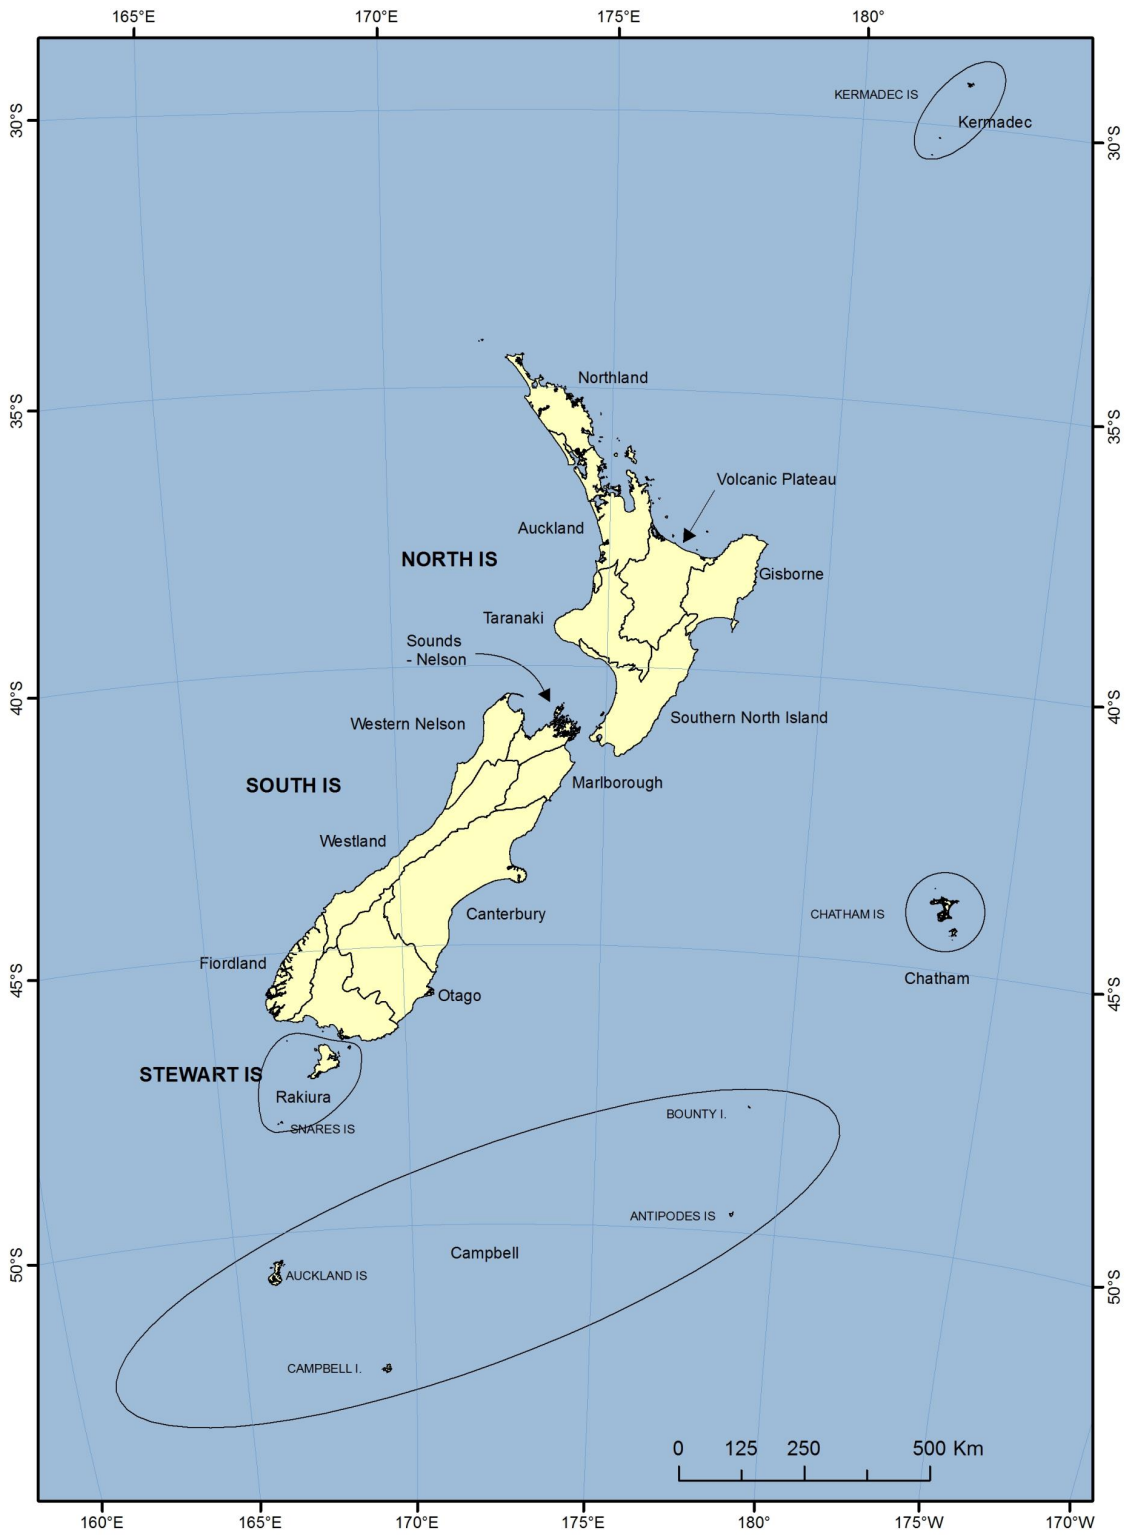 165°E
170°E
175°E
180°
KERMADEC IS
Kermadec
30°S
30°S
Northland
35°S
35°S
Volcanic Plateau
Auckland
NORTH IS
Gisborne
Taranaki
Sounds
- Nelson
40°S
40°S
Southern North Island
Western Nelson
SOUTH IS
Marlborough
Westland
Canterbury
CHATHAM IS
Fiordland
Chatham
45°S
45°S
Otago
STEWART IS
Rakiura
SNARES IS
BOUNTY I.
ANTIPODES IS
Campbell
50°S
50°S
AUCKLAND IS
CAMPBELL I.
0 125 250 500 Km
160°E
165°E
170°E
175°E
180°
175°W
170°W